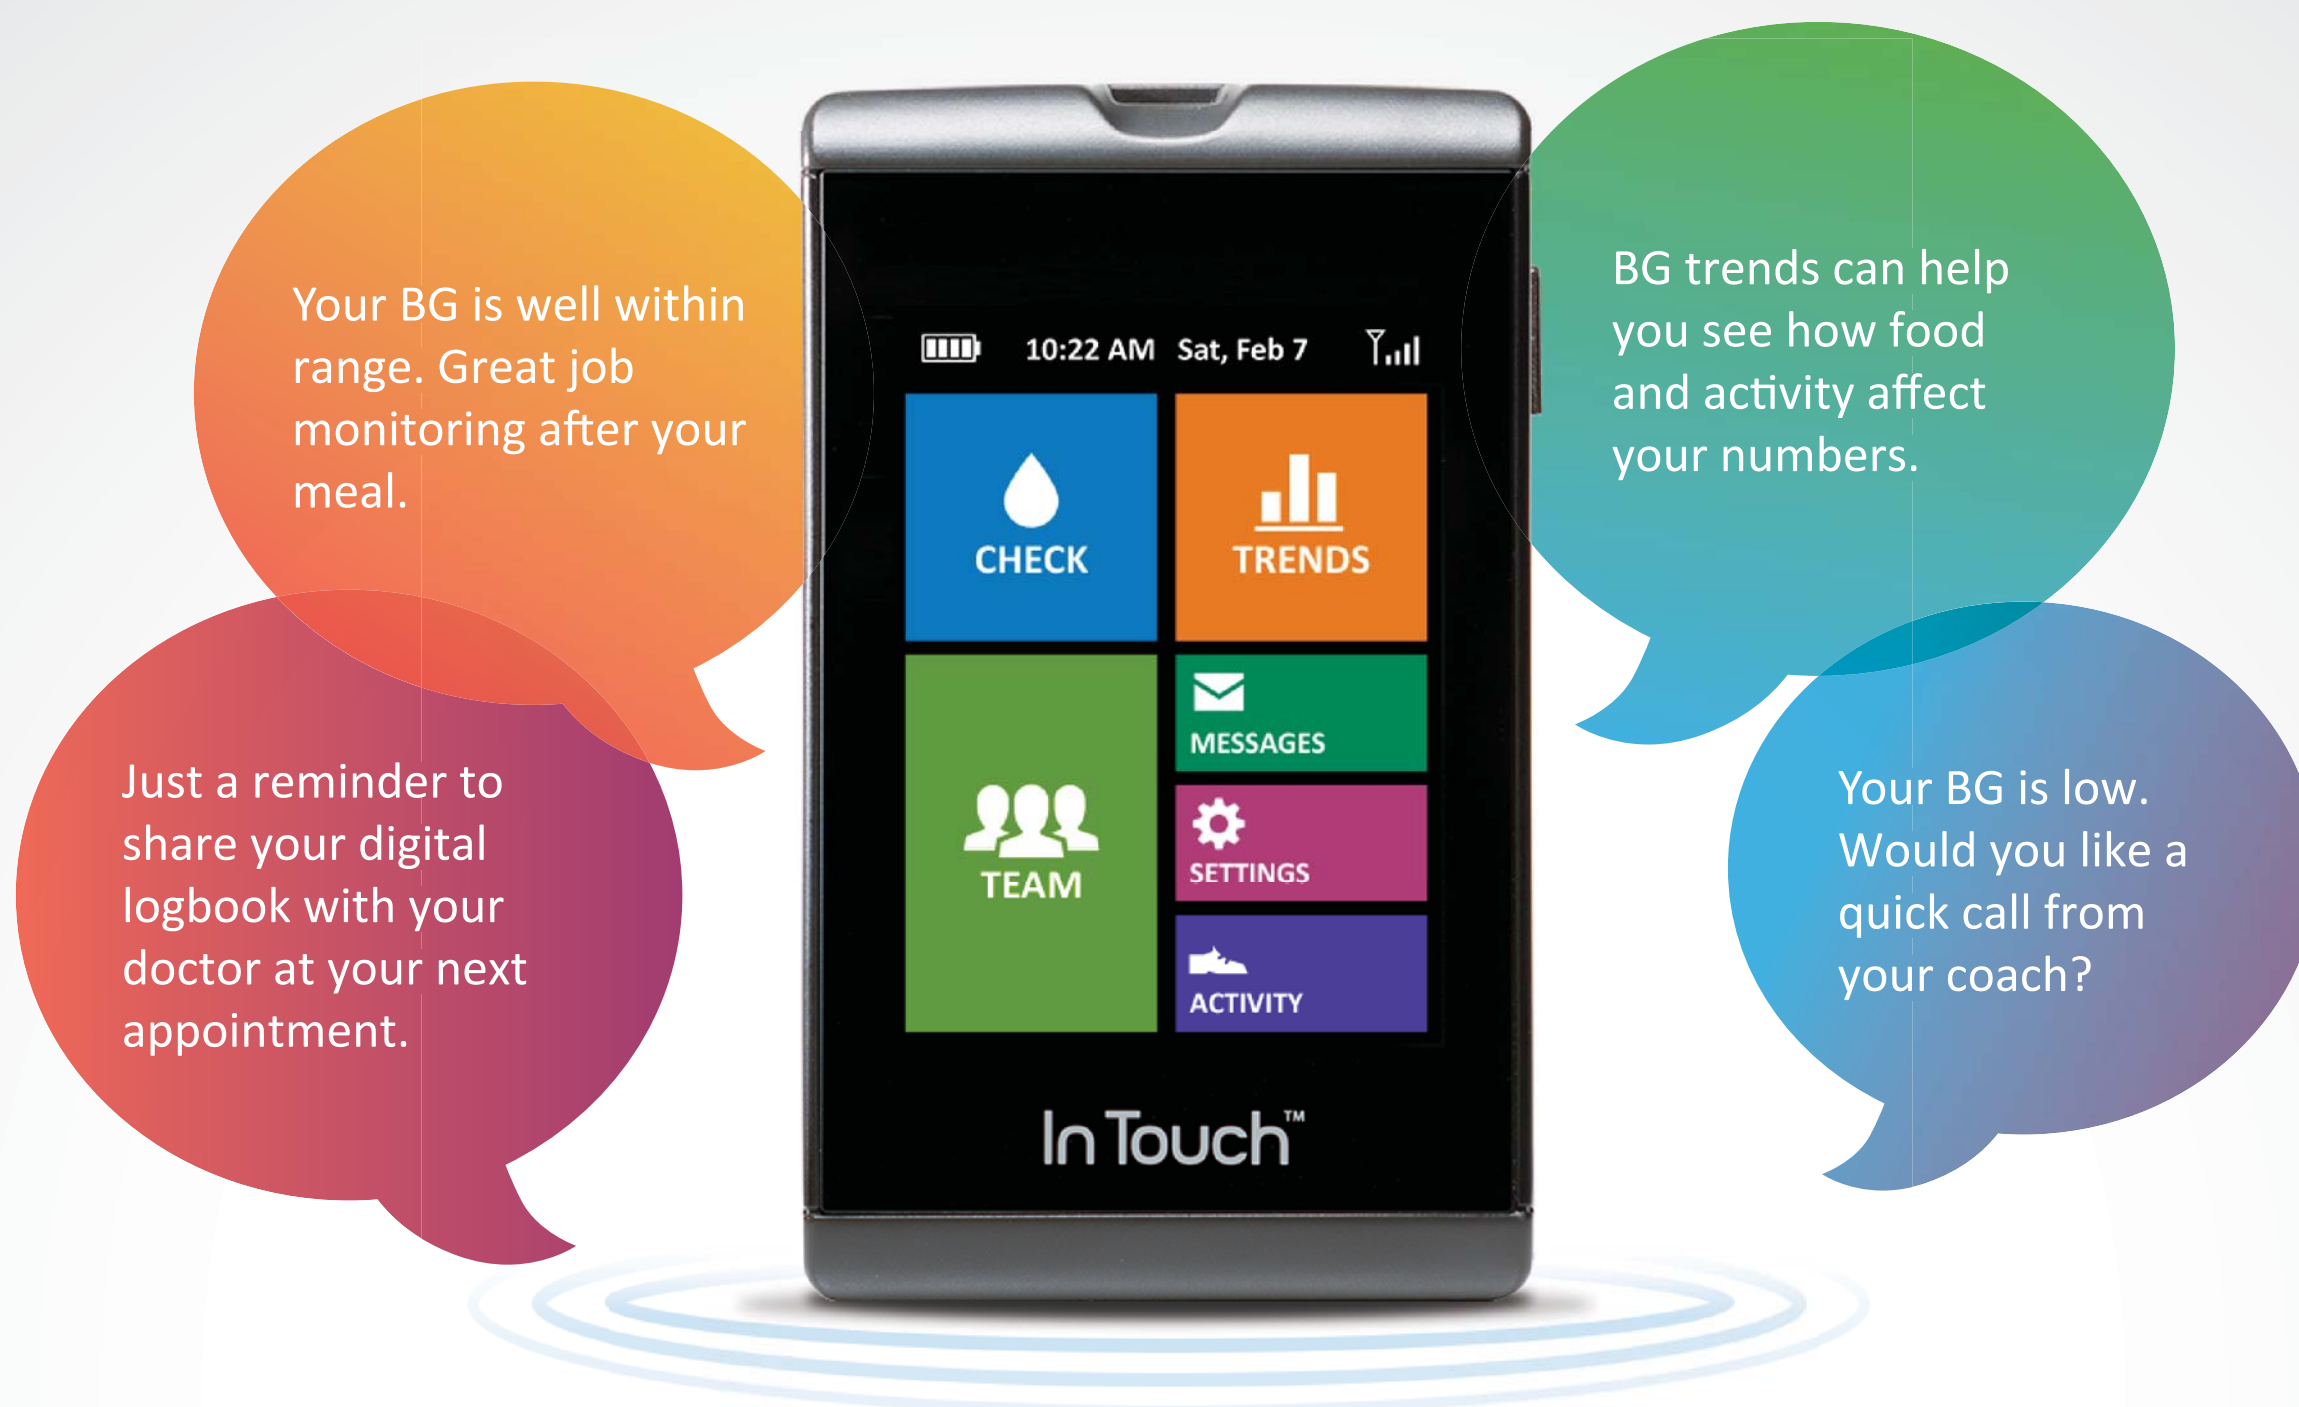 Your BG is well within
range. Great job
monitoring after your
meal.
Just a reminder to
share your digital
logbook with your
doctor at your next
appointment.
10:22 AM Sat, Feb 7
CHECK
TRENDS
TEAM
MESSAGES
SETTINGS
ACTIVITY
In Touch™
BG trends can help
you see how food
and activity affect
your numbers.
Your BG is low.
Would you like a
quick call from
your coach?